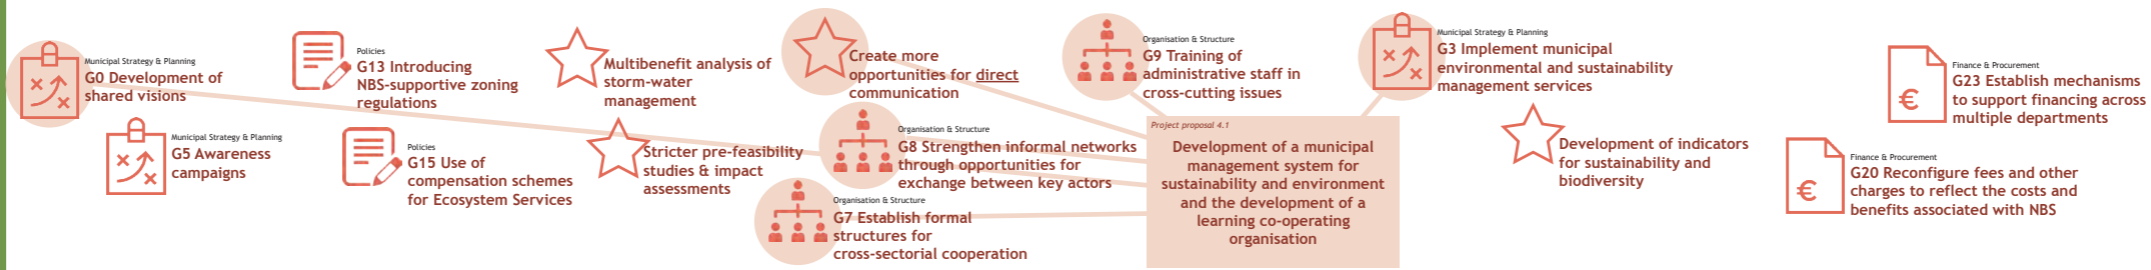 Municipal Strategy & Planning
G0 Development of
shared visions
Municipal Strategy & Planning
G5 Awareness
campaigns
Policies
G13 Introducing
NBS-supportive zoning
regulations
Policies
G15 Use of
compensation schemes
for Ecosystem Services
Multibenefit analysis of
storm-water
management
Stricter pre-feasibility
studies & impact
assessments
Create more
opportunities for direct
communication
Organisation & Structure
G8 Strengthen informal networks
through opportunities for
exchange between key actors
Organisation & Structure
G7 Establish formal
structures for
cross-sectorial cooperation
Organisation & Structure
G9 Training of
administrative staff in
cross-cutting issues
Project proposal 4.1
Development of a municipal
management system for
sustainability and environment
and the development of a
learning co-operating
organisation
Municipal Strategy & Planning
G3 Implement municipal
environmental and sustainability
management services
Development of indicators
for sustainability and
biodiversity
Finance & Procurement
G23 Establish mechanisms
to support financing across
multiple departments
Finance & Procurement
G20 Reconfigure fees and other
charges to reflect the costs and
benefits associated with NBS